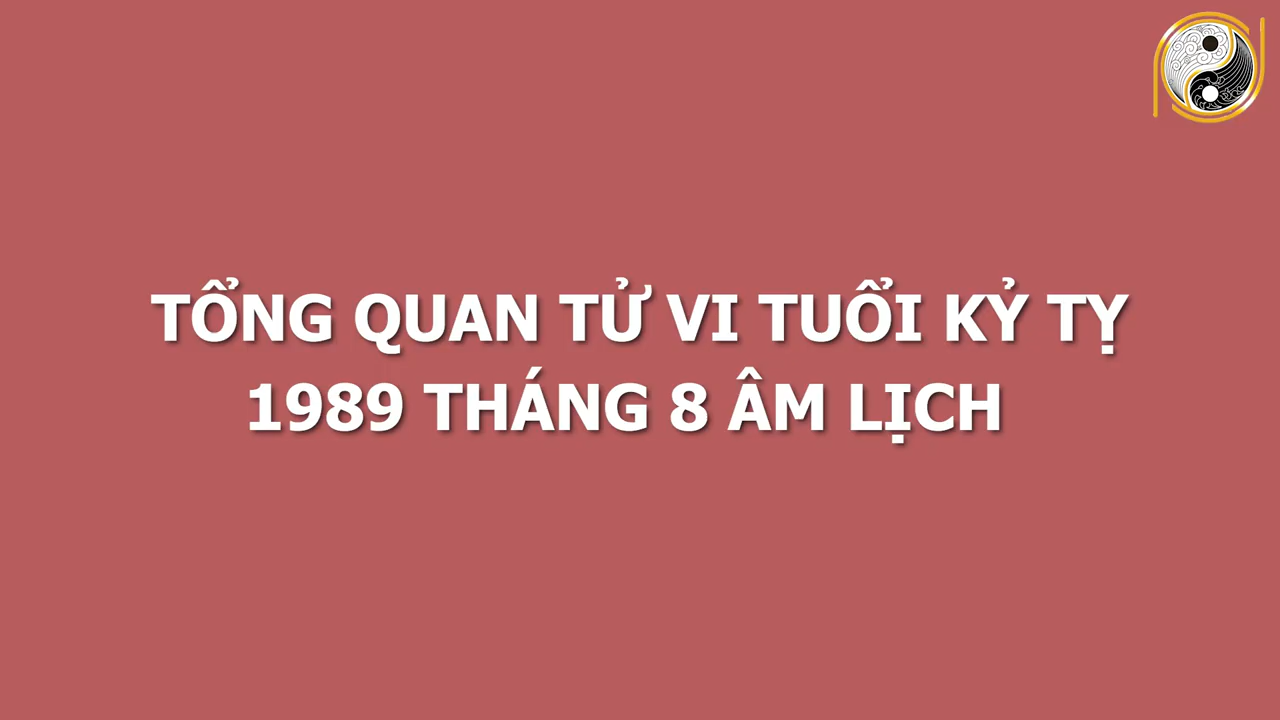 TỔNG QUAN TỬ VI TUỔI KỶ TỴ
1989 THÁNG 8 ÂM LỊCH